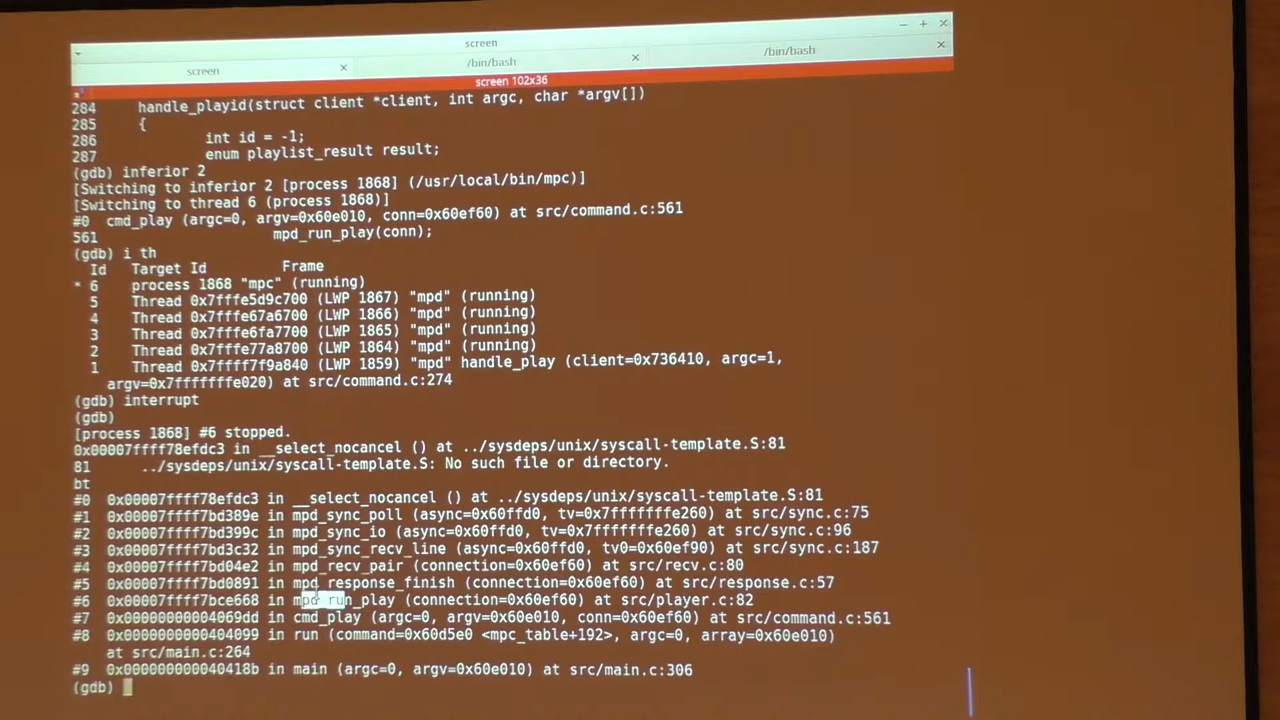 screen
screen
/bin/bash
/bin/bash
screen 102x36
284 handle_playid(struct client *client, int argc, char *argv[])
285 {
286 int id = -1;
287 enum playlist_result result;
(gdb) inferior 2
[Switching to inferior 2 [process 1868] (/usr/local/bin/mpc)]
[Switching to thread 6 (process 1868)]
#0 cmd_play (argc=0, argv=0x60e010, conn=0x60ef60) at src/command.c:561
561 mpd_run_play(conn);
(gdb) i th
Id Target Id Frame
* 6 process 1868 "mpc" (running)
5 Thread 0x7fffe5d9c700 (LWP 1867) "mpd" (running)
4 Thread 0x7fffe67a6700 (LWP 1866) "mpd" (running)
3 Thread 0x7fffe6fa7700 (LWP 1865) "mpd" (running)
2 Thread 0x7fffe77a8700 (LWP 1864) "mpd" (running)
1 Thread 0x7ffff7f9a840 (LWP 1859) "mpd" handle_play (client=0x736410, argc=1,
argv=0x7fffffffe020) at src/command.c:274
(gdb) interrupt
(gdb)
[process 1868] #6 stopped.
0x00007ffff78efdc3 in __select_nocancel () at ../sysdeps/unix/syscall-template.S:81
81 ../sysdeps/unix/syscall-template.S: No such file or directory.
bt
#0 0x00007ffff78efdc3 in __select_nocancel () at ../sysdeps/unix/syscall-template.S:81
#1 0x00007ffff7bd389e in mpd_sync_poll (async=0x60ffd0, tv=0x7fffffffe260) at src/sync.c:75
#2 0x00007ffff7bd399c in mpd_sync_io (async=0x60ffd0, tv=0x7fffffffe260) at src/sync.c:96
#3 0x00007ffff7bd3c32 in mpd_sync_recv_line (async=0x60ffd0, tv0=0x60ef90) at src/sync.c:187
#4 0x00007ffff7bd04e2 in mpd_recv_pair (connection=0x60ef60) at src/recv.c:80
#5 0x00007ffff7bd0891 in mpd_response_finish (connection=0x60ef60) at src/response.c:57
#6 0x00007ffff7bce668 in mpd_run_play (connection=0x60ef60) at src/player.c:82
#7 0x00000000004069dd in cmd_play (argc=0, argv=0x60e010, conn=0x60ef60) at src/command.c:561
#8 0x0000000000404099 in run (command=0x60d5e0 <mpc_table+192>, argc=0, array=0x60e010)
at src/main.c:264
#9 0x000000000040418b in main (argc=0, argv=0x60e010) at src/main.c:306
(gdb)